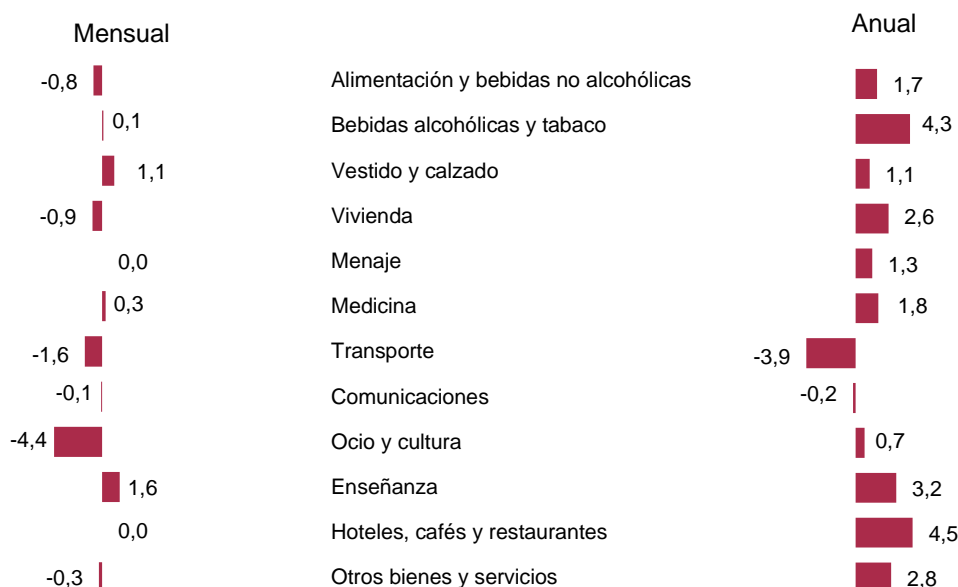 Mensual Anual
-0,8 Alimentación y bebidas no alcohólicas 1,7
0,1 Bebidas alcohólicas y tabaco 4,3
1,1 Vestido y calzado 1,1
-0,9 Vivienda 2,6
0,0 Menaje 1,3
0,3 Medicina 1,8
-1,6 Transporte -3,9
-0,1 Comunicaciones -0,2
-4,4 Ocio y cultura 0,7
1,6 Enseñanza 3,2
0,0 Hoteles, cafés y restaurantes 4,5
-0,3 Otros bienes y servicios 2,8